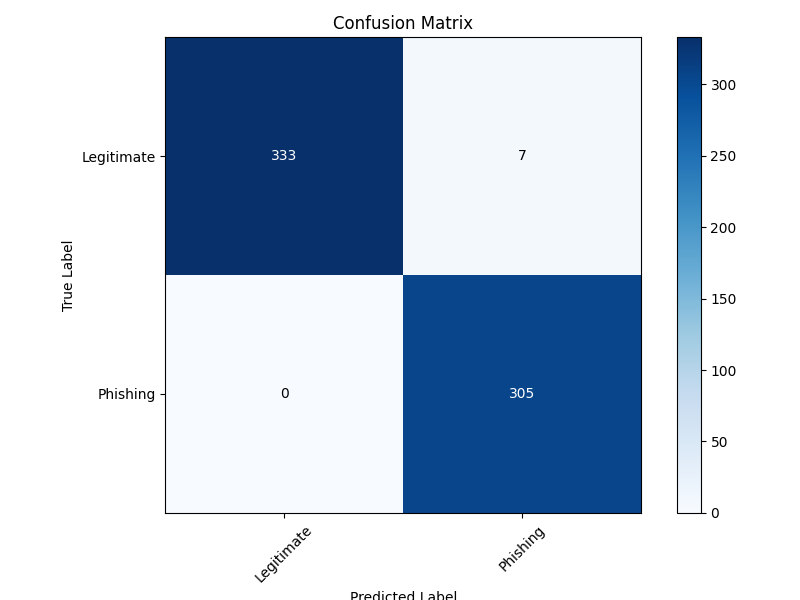 Confusion Matrix
True Label
Legitimate
333
7
Phishing
0
305
Legitimate
Phishing
Predicted Label
300
250
200
150
100
50
0